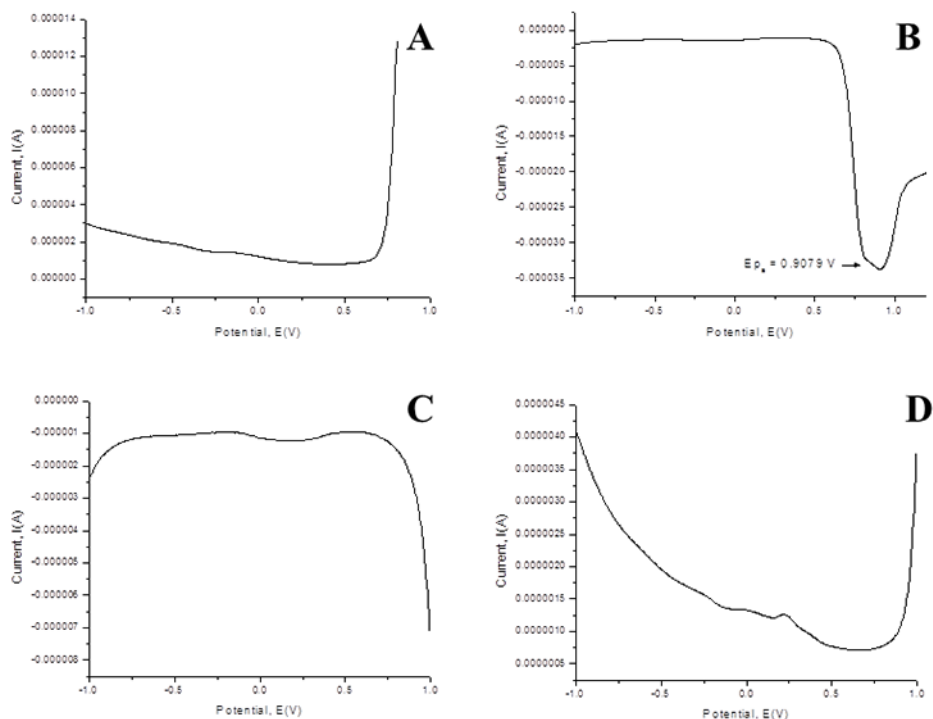 A
0.000014
0.000012
0.000010
0.000008
0.000006
0.000004
0.000002
0.000000
Current, I(A)
-1.0 -0.5 0.0 0.5 1.0
Potential, E(V)
B
0.000000
-0.000005
-0.000010
-0.000015
-0.000020
-0.000025
-0.000030
-0.000035
Current, I(A)
Epa = 0.9079 V
-1.0 -0.5 0.0 0.5 1.0
Potential, E(V)
C
0.000000
-0.000001
-0.000002
-0.000003
-0.000004
-0.000005
-0.000006
-0.000007
-0.000008
Current, I(A)
-1.0 -0.5 0.0 0.5 1.0
Potential, E(V)
D
0.0000045
0.0000040
0.0000035
0.0000030
0.0000025
0.0000020
0.0000015
0.0000010
0.0000005
Current, I(A)
-1.0 -0.5 0.0 0.5 1.0
Potential, E(V)